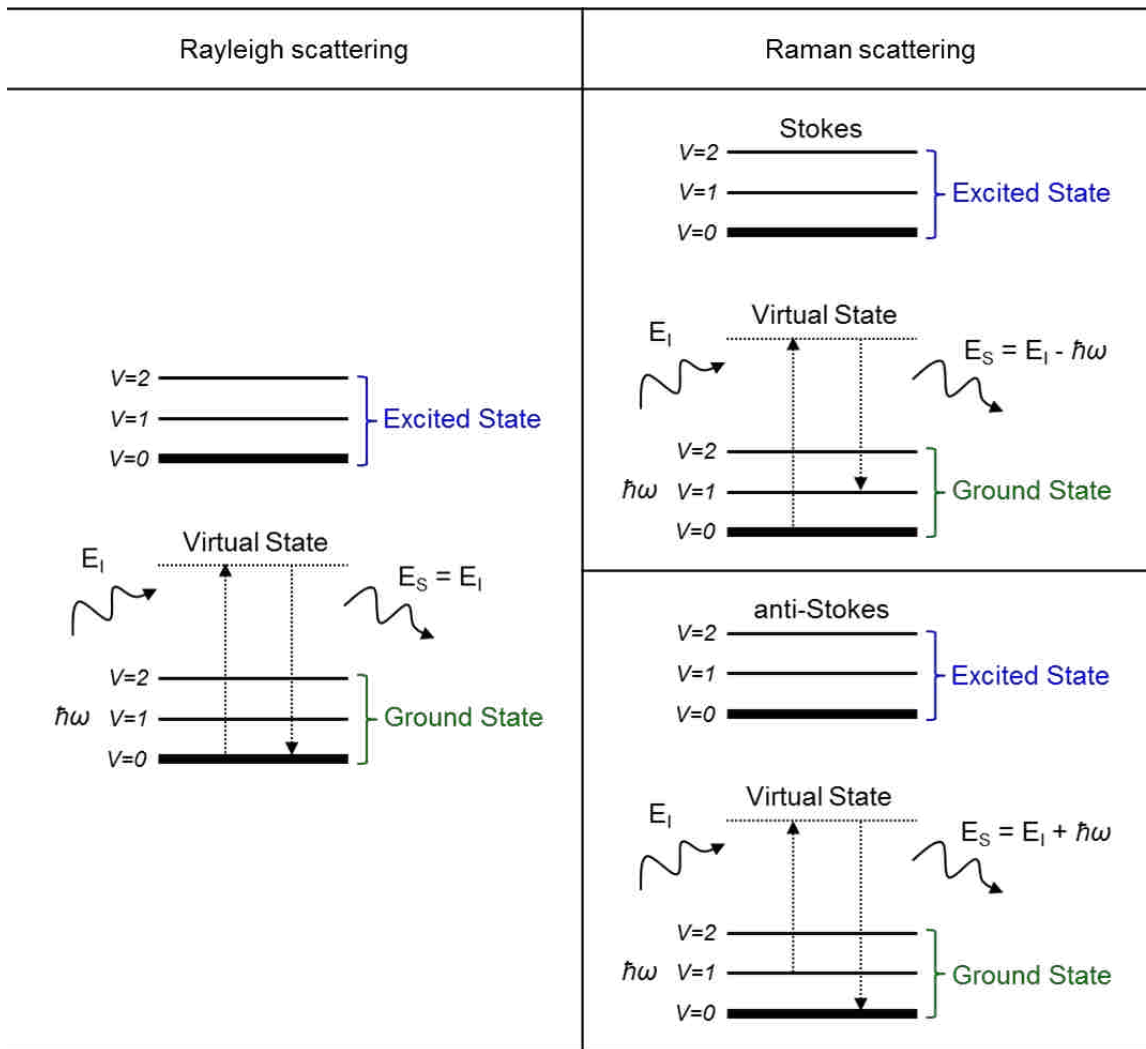 Rayleigh scattering
Raman scattering
V=2
V=1
V=0
Excited State
Virtual State
E_I
E_S = E_I
V=2
ħω V=1
V=0
Ground State
Stokes
V=2
V=1
V=0
Excited State
Virtual State
E_I
E_S = E_I - ħω
V=2
ħω V=1
V=0
Ground State
anti-Stokes
V=2
V=1
V=0
Excited State
Virtual State
E_I
E_S = E_I + ħω
V=2
ħω V=1
V=0
Ground State